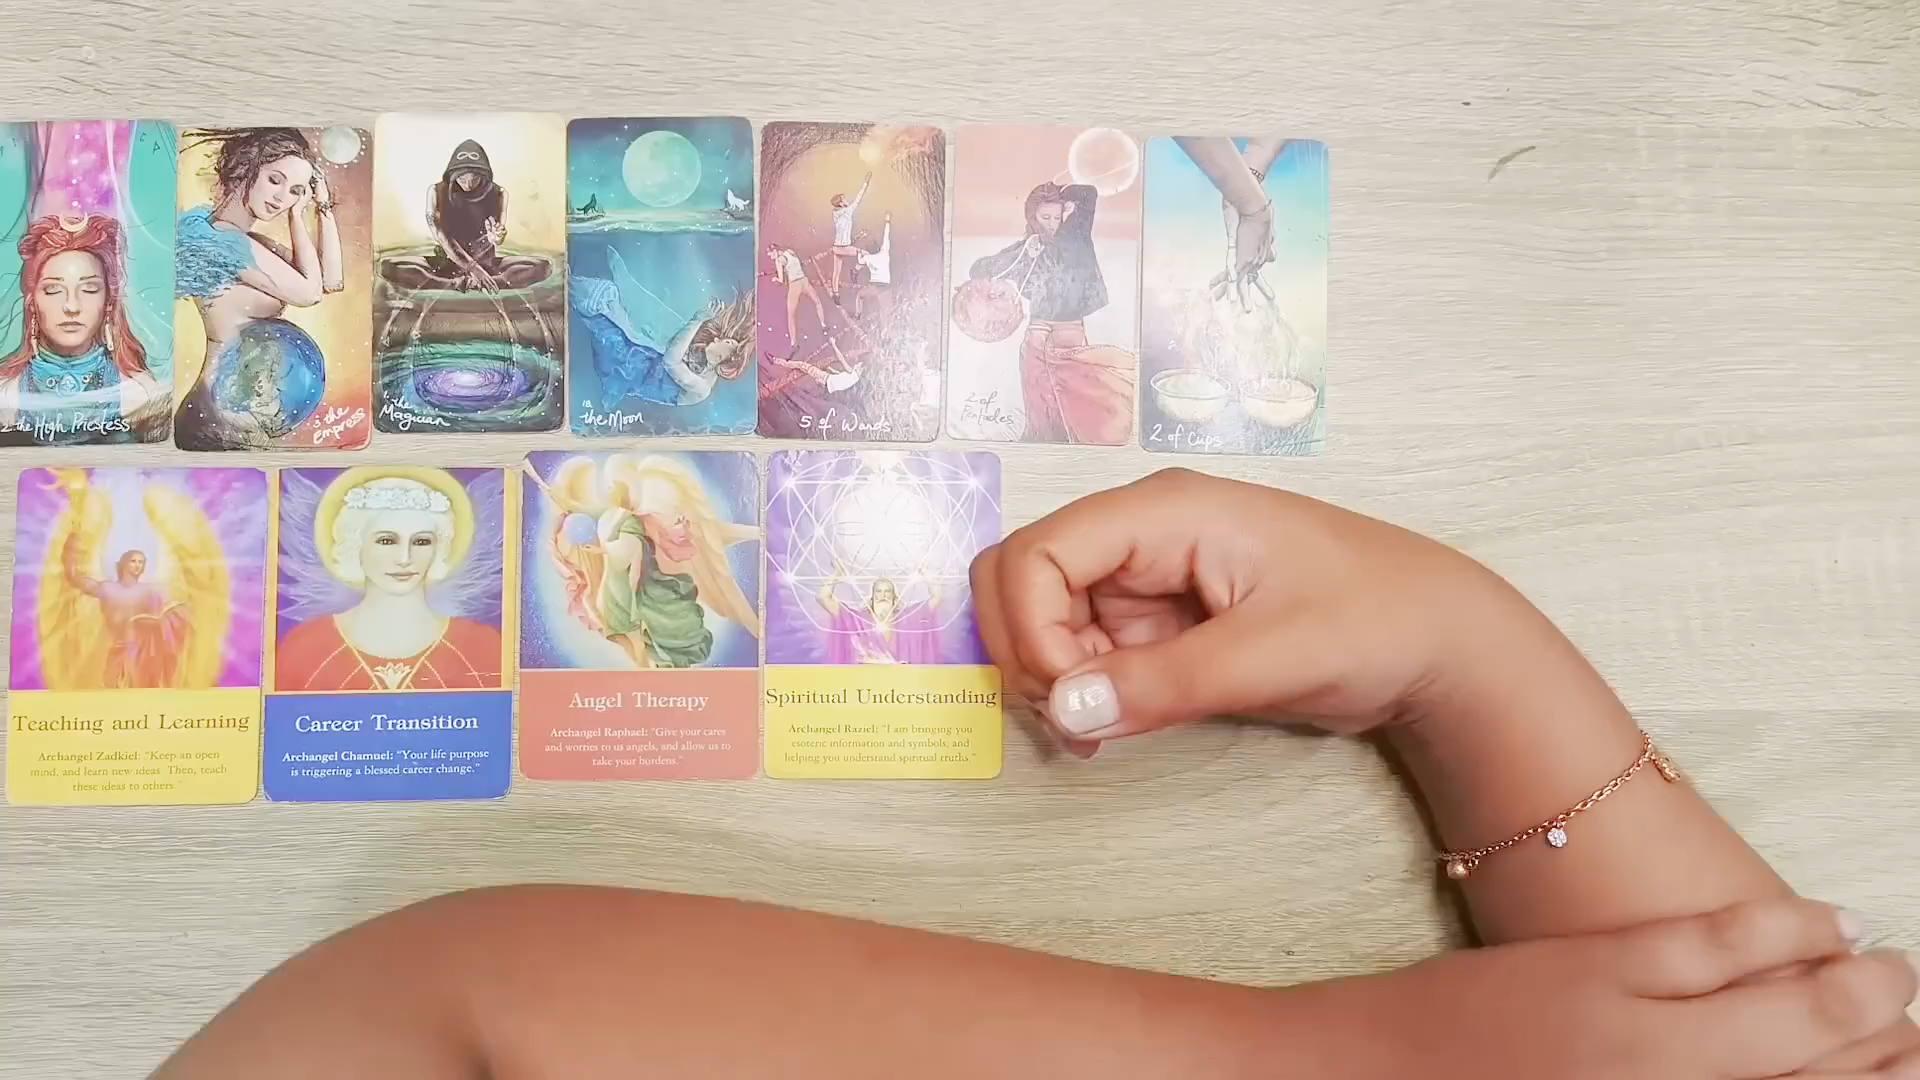 2 the High Priestess
3 the
empress
1. the
Magician
18.
the Moon
5 of Wands
2 of
Pentacles
2 of Cups
Teaching and Learning
Archangel Zadkiel: "Keep an open
mind, and learn new ideas. Then, teach
these ideas to others."
Career Transition
Archangel Chamuel: "Your life purpose
is triggering a blessed career change."
Angel Therapy
Archangel Raphael: "Give your cares
and worries to us angels, and allow us to
take your burdens."
Spiritual Understanding
Archangel Raziel: "I am bringing you
esoteric information and symbols, and
helping you understand spiritual truths."